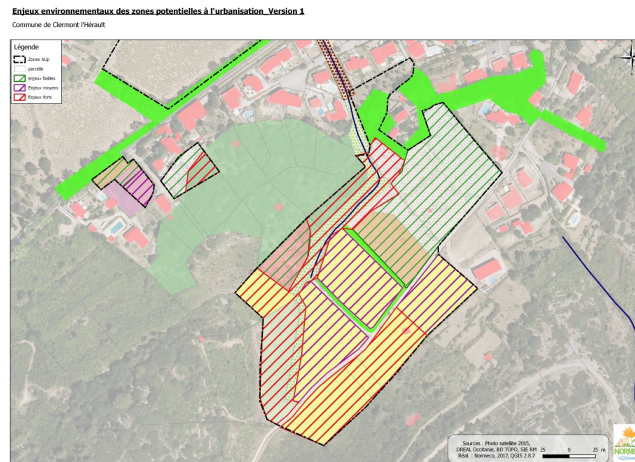 Enjeux environnementaux des zones potentielles à l'urbanisation_Version 1
Commune de Clermont l'Hérault
Légende
Zones AUp
parcelle
enjeux faibles
Enjeux moyens
Enjeux forts
Sources : Photo satellite 2015,
DREAL Occitanie, BD TOPO, SIE RM
Réal. : Normeco, 2017, QGIS 2.8.7
25 0 25 m